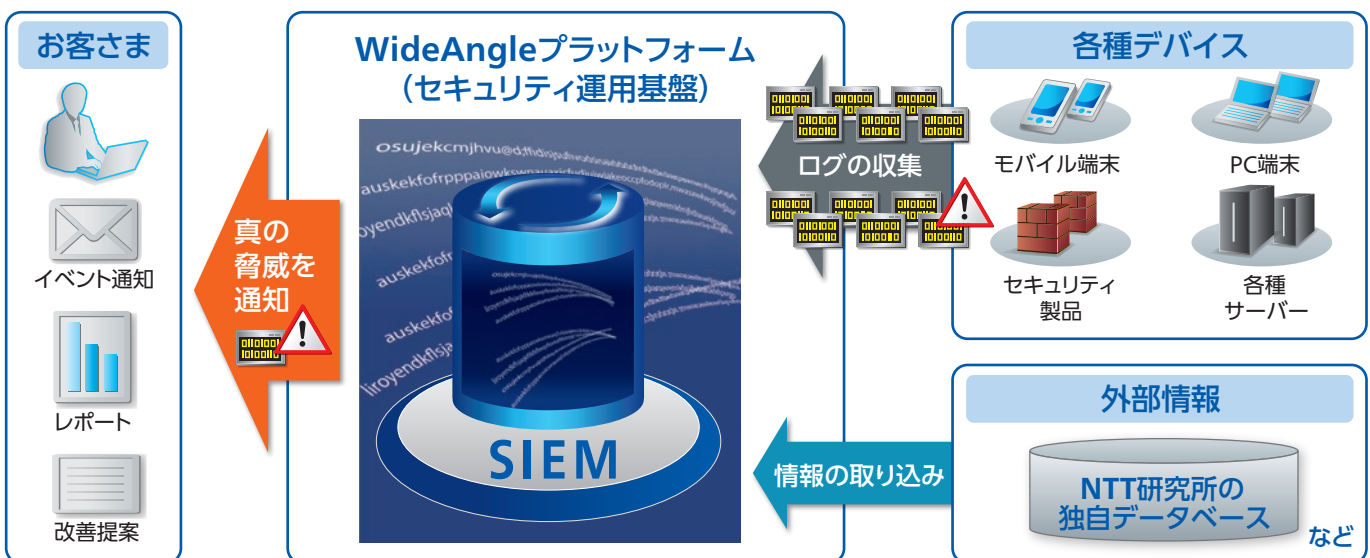 お客さま
イベント通知
レポート
改善提案
真の
脅威を
通知
WideAngleプラットフォーム
(セキュリティ運用基盤)
osujekcmjhvu@d;fhdisj
auskekfofrpppaiowkswp
auskekfofr
SIEM
ログの収集
情報の取り込み
各種デバイス
モバイル端末
PC端末
セキュリティ
製品
各種
サーバー
外部情報
NTT研究所の
独自データベース
など